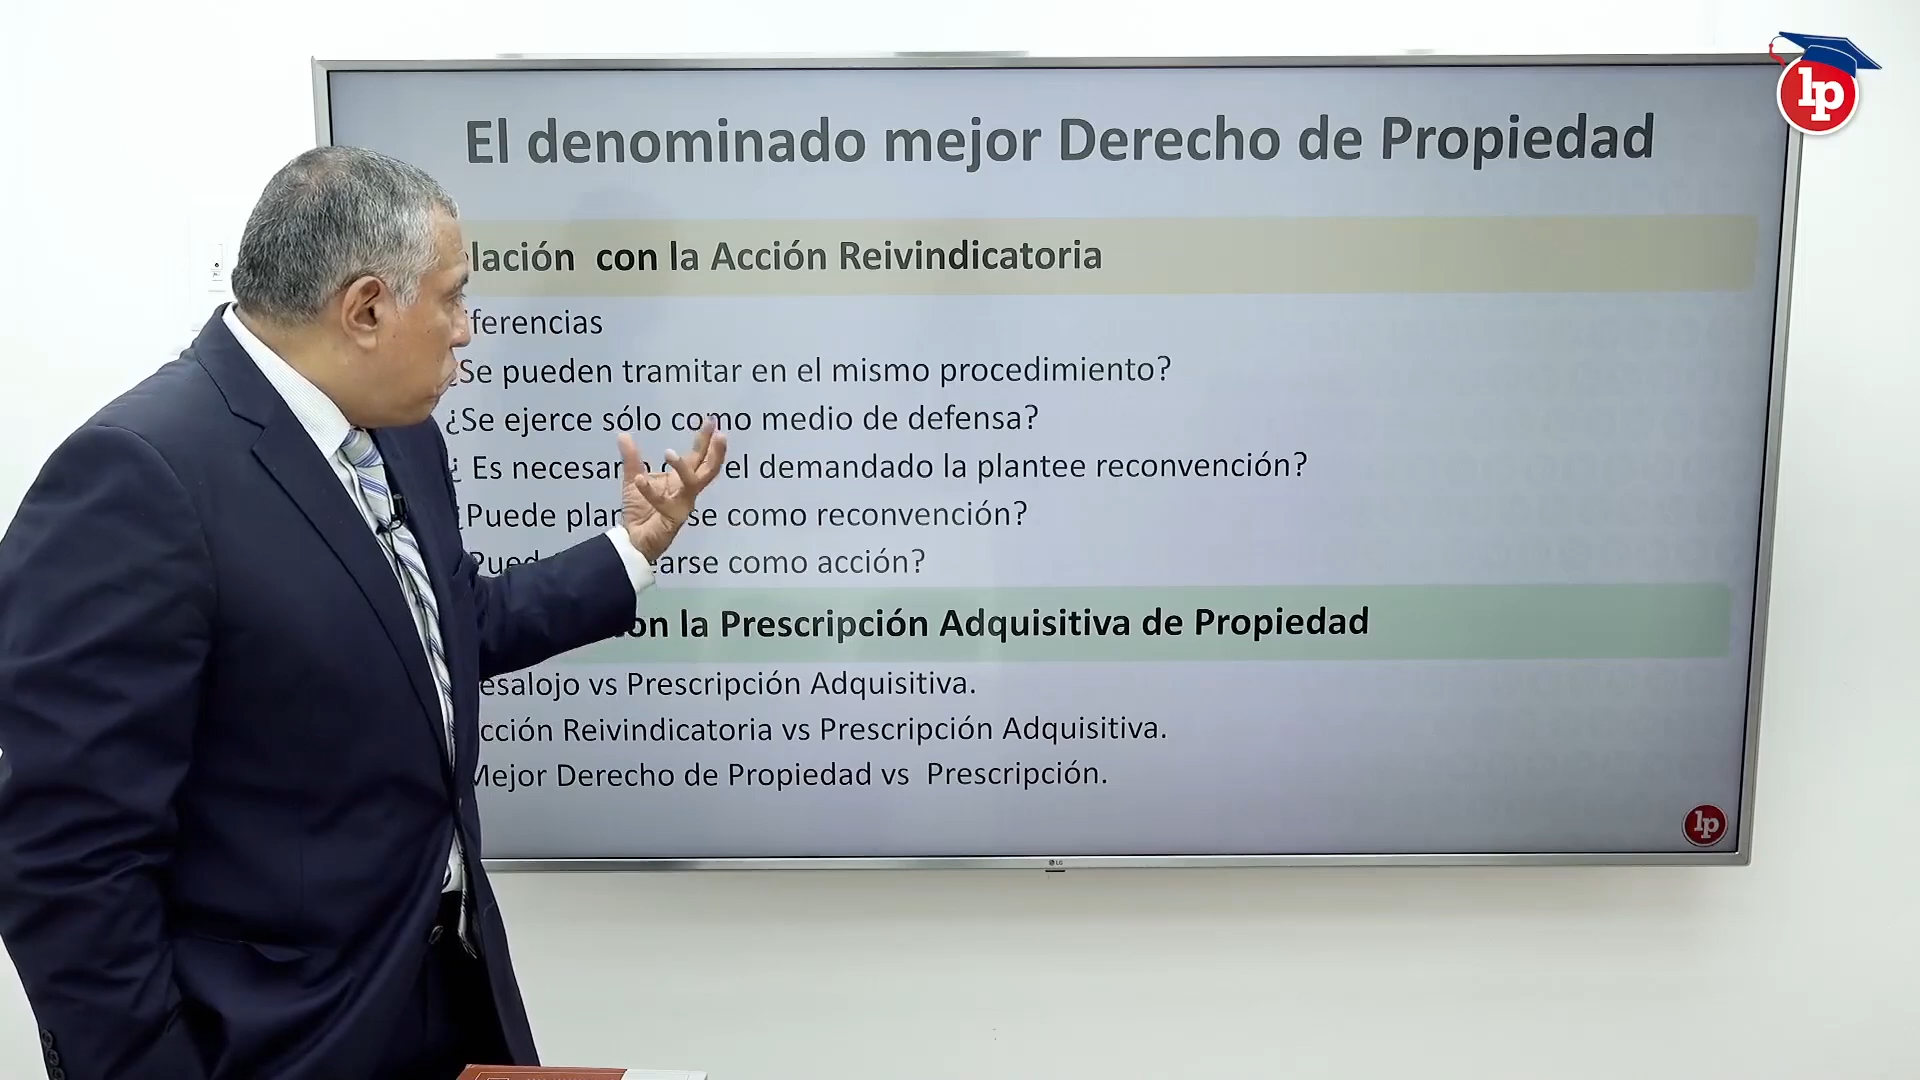 lp
El denominado mejor Derecho de Propiedad
lación con la Acción Reivindicatoria
ferencias
¿Se pueden tramitar en el mismo procedimiento?
¿Se ejerce sólo como medio de defensa?
¿ Es el demandado la plantee reconvención?
¿Puede se como reconvención?
earse como acción?
on la Prescripción Adquisitiva de Propiedad
esalojo vs Prescripción Adquisitiva.
cción Reivindicatoria vs Prescripción Adquisitiva.
Mejor Derecho de Propiedad vs Prescripción.
lp
LG